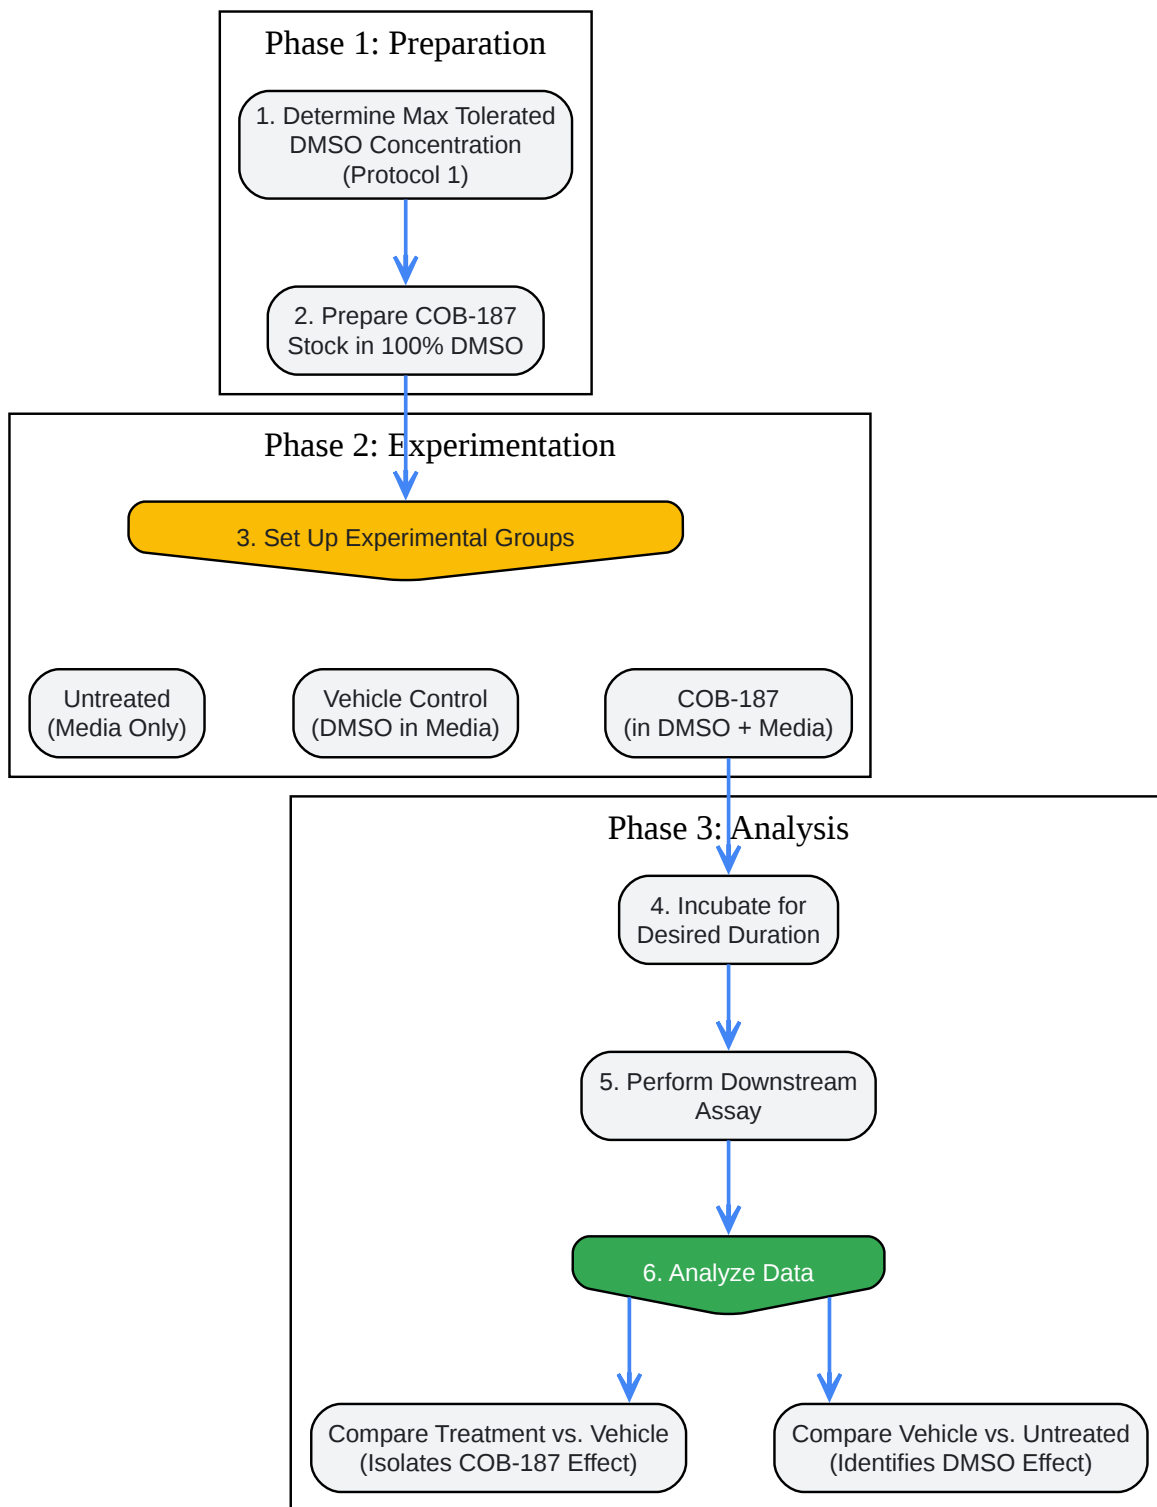 Phase 1: Preparation
1. Determine Max Tolerated
DMSO Concentration
(Protocol 1)
2. Prepare COB-187
Stock in 100% DMSO
Phase 2: Experimentation
3. Set Up Experimental Groups
Untreated
(Media Only)
Vehicle Control
(DMSO in Media)
COB-187
(in DMSO + Media)
Phase 3: Analysis
4. Incubate for
Desired Duration
5. Perform Downstream
Assay
6. Analyze Data
Compare Treatment vs. Vehicle
(Isolates COB-187 Effect)
Compare Vehicle vs. Untreated
(Identifies DMSO Effect)